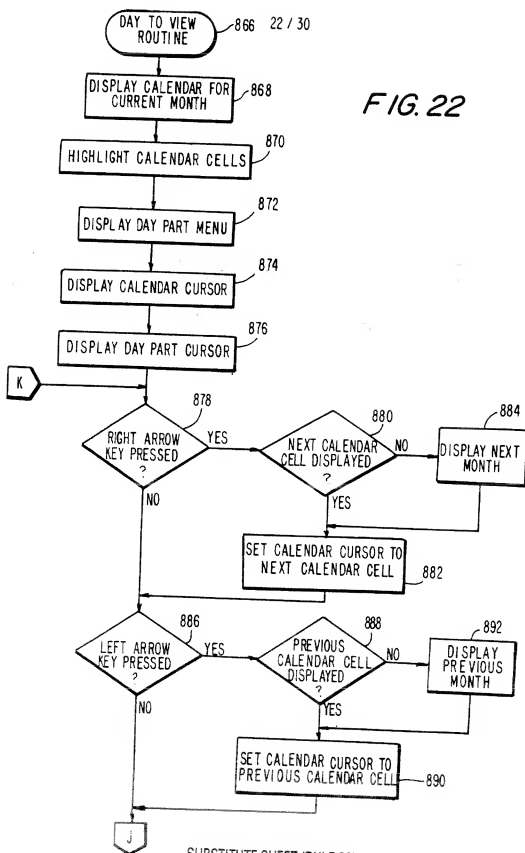 DAY TO VIEW
ROUTINE
866
22 / 30
FIG. 22
DISPLAY CALENDAR FOR
CURRENT MONTH
868
HIGHLIGHT CALENDAR CELLS
870
DISPLAY DAY PART MENU
872
DISPLAY CALENDAR CURSOR
874
DISPLAY DAY PART CURSOR
876
K
RIGHT ARROW
KEY PRESSED
?
878
YES
NO
NEXT CALENDAR
CELL DISPLAYED
?
880
NO
YES
DISPLAY NEXT
MONTH
884
SET CALENDAR CURSOR TO
NEXT CALENDAR CELL
882
LEFT ARROW
KEY PRESSED
?
886
YES
NO
PREVIOUS
CALENDAR CELL
DISPLAYED
?
888
NO
YES
DISPLAY
PREVIOUS
MONTH
892
SET CALENDAR CURSOR TO
PREVIOUS CALENDAR CELL
890
J
SUBSTITUTE SHEET